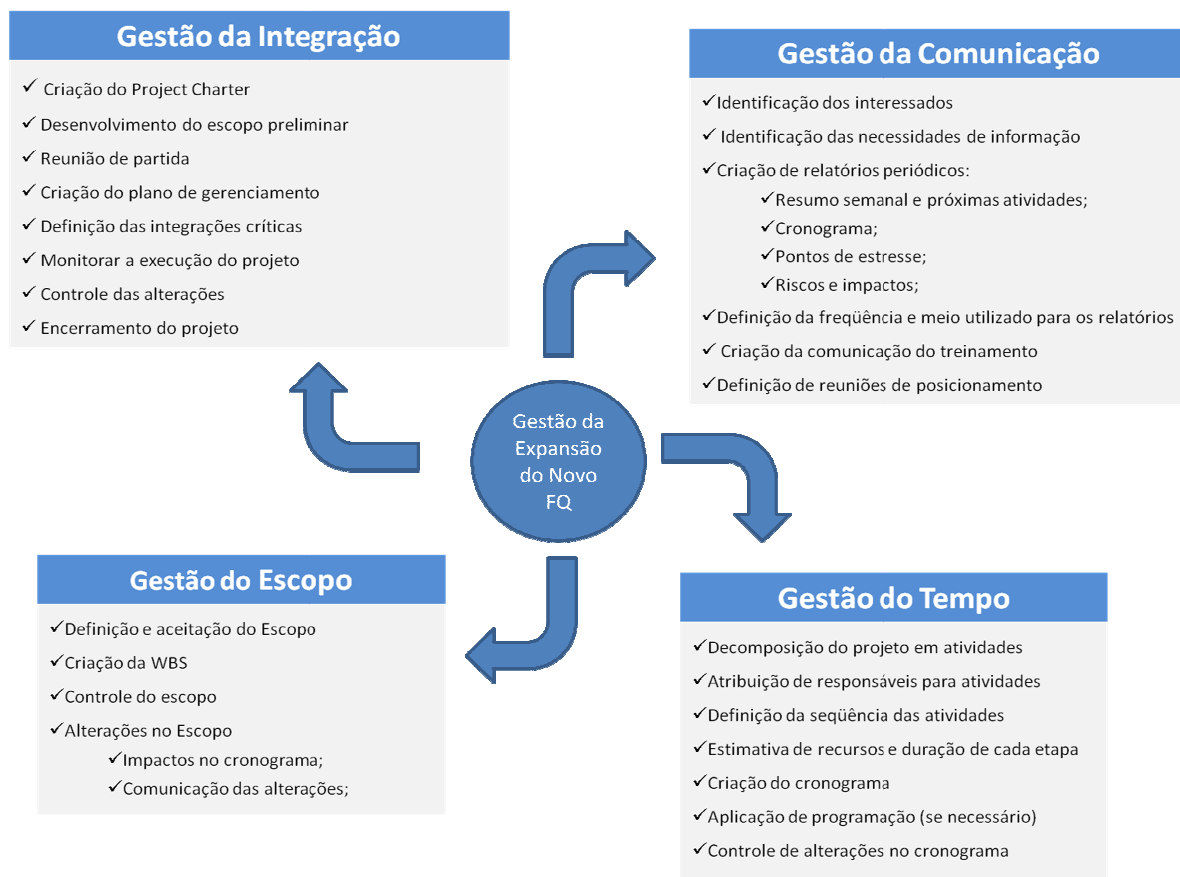 Gestão da Integração
Criação do Project Charter
Desenvolvimento do escopo preliminar
Reunião de partida
Criação do plano de gerenciamento
Definição das integrações críticas
Monitorar a execução do projeto
Controle das alterações
Encerramento do projeto
Gestão da Comunicação
Identificação dos interessados
Identificação das necessidades de informação
Criação de relatórios periódicos:
Resumo semanal e próximas atividades;
Cronograma;
Pontos de estresse;
Riscos e impactos;
Definição da freqüência e meio utilizado para os relatórios
Criação da comunicação do treinamento
Definição de reuniões de posicionamento
Gestão da
Expansão
do Novo
FQ
Gestão do Escopo
Definição e aceitação do Escopo
Criação da WBS
Controle do escopo
Alterações no Escopo
Impactos no cronograma;
Comunicação das alterações;
Gestão do Tempo
Decomposição do projeto em atividades
Atribuição de responsáveis para atividades
Definição da seqüência das atividades
Estimativa de recursos e duração de cada etapa
Criação do cronograma
Aplicação de programação (se necessário)
Controle de alterações no cronograma